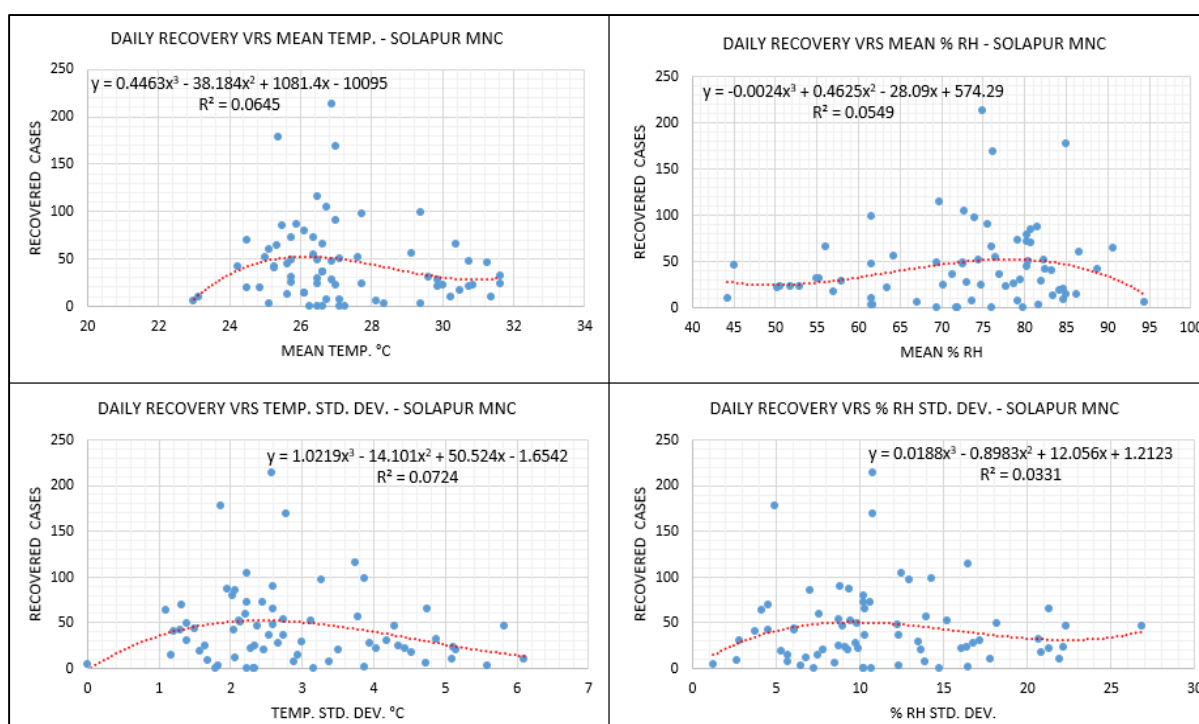 DAILY RECOVERY VRS MEAN TEMP. - SOLAPUR MNC
y = 0.4463x³ - 38.184x² + 1081.4x - 10095
R² = 0.0645
RECOVERED CASES
250
200
150
100
50
0
20 22 24 26 28 30 32 34
MEAN TEMP. °C
DAILY RECOVERY VRS MEAN % RH - SOLAPUR MNC
y = -0.0024x³ + 0.4625x² - 28.09x + 574.29
R² = 0.0549
RECOVERED CASES
250
200
150
100
50
0
40 45 50 55 60 65 70 75 80 85 90 95 100
MEAN % RH
DAILY RECOVERY VRS TEMP. STD. DEV. - SOLAPUR MNC
y = 1.0219x³ - 14.101x² + 50.524x - 1.6542
R² = 0.0724
RECOVERED CASES
250
200
150
100
50
0
0 1 2 3 4 5 6 7
TEMP. STD. DEV. °C
DAILY RECOVERY VRS % RH STD. DEV. - SOLAPUR MNC
y = 0.0188x³ - 0.8983x² + 12.056x + 1.2123
R² = 0.0331
RECOVERED CASES
250
200
150
100
50
0
0 5 10 15 20 25 30
% RH STD. DEV.